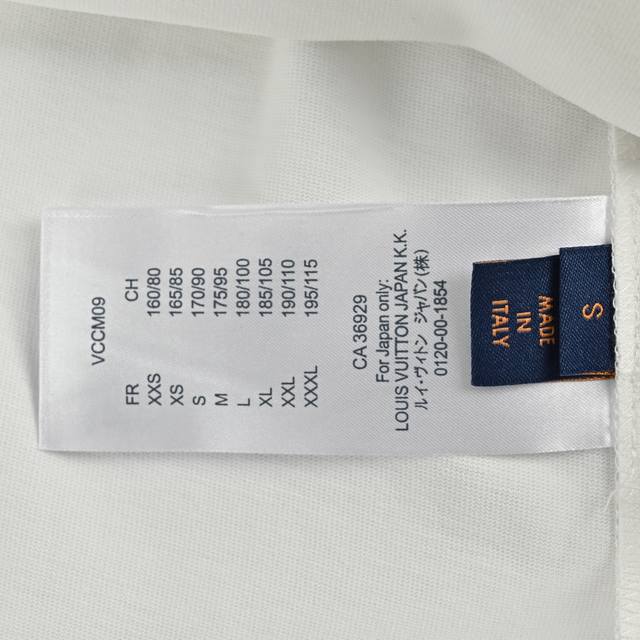 VCCM09
FR CH
XXS 160/80
XS 165/85
S 170/90
M 175/95
L 180/100
XL 185/105
XXL 190/110
XXXL 195/115
CA 36929
For Japan only:
LOUIS VUITTON JAPAN K.K.
ルイ・ヴィトン ジャパン(株)
0120-00-1854
MADE
IN
ITALY
S